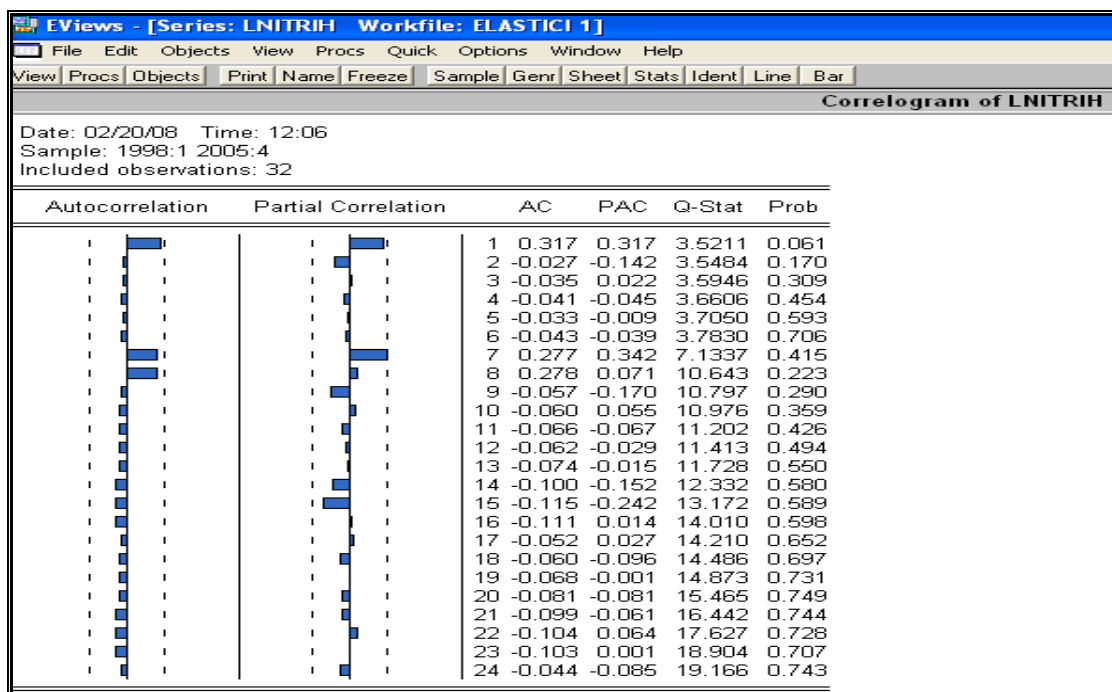 EViews - [Series: LNITRIH Workfile: ELASTICI 1]
File Edit Objects View Procs Quick Options Window Help
View Procs Objects Print Name Freeze Sample Genr Sheet Stats Ident Line Bar
Correlogram of LNITRIH
Date: 02/20/08 Time: 12:06
Sample: 1998:1 2005:4
Included observations: 32
Autocorrelation Partial Correlation AC PAC Q-Stat Prob
1 0.317 0.317 3.5211 0.061
2 -0.027 -0.142 3.5484 0.170
3 -0.035 0.022 3.5946 0.309
4 -0.041 -0.045 3.6606 0.454
5 -0.033 -0.009 3.7050 0.593
6 -0.043 -0.039 3.7830 0.706
7 0.277 0.342 7.1337 0.415
8 0.278 0.071 10.643 0.223
9 -0.057 -0.170 10.797 0.290
10 -0.060 0.055 10.976 0.359
11 -0.066 -0.067 11.202 0.426
12 -0.062 -0.029 11.413 0.494
13 -0.074 -0.015 11.728 0.550
14 -0.100 -0.152 12.332 0.580
15 -0.115 -0.242 13.172 0.589
16 -0.111 0.014 14.010 0.598
17 -0.052 0.027 14.210 0.652
18 -0.060 -0.096 14.486 0.697
19 -0.068 -0.001 14.873 0.731
20 -0.081 -0.081 15.465 0.749
21 -0.099 -0.061 16.442 0.744
22 -0.104 0.064 17.627 0.728
23 -0.103 0.001 18.904 0.707
24 -0.044 -0.085 19.166 0.743